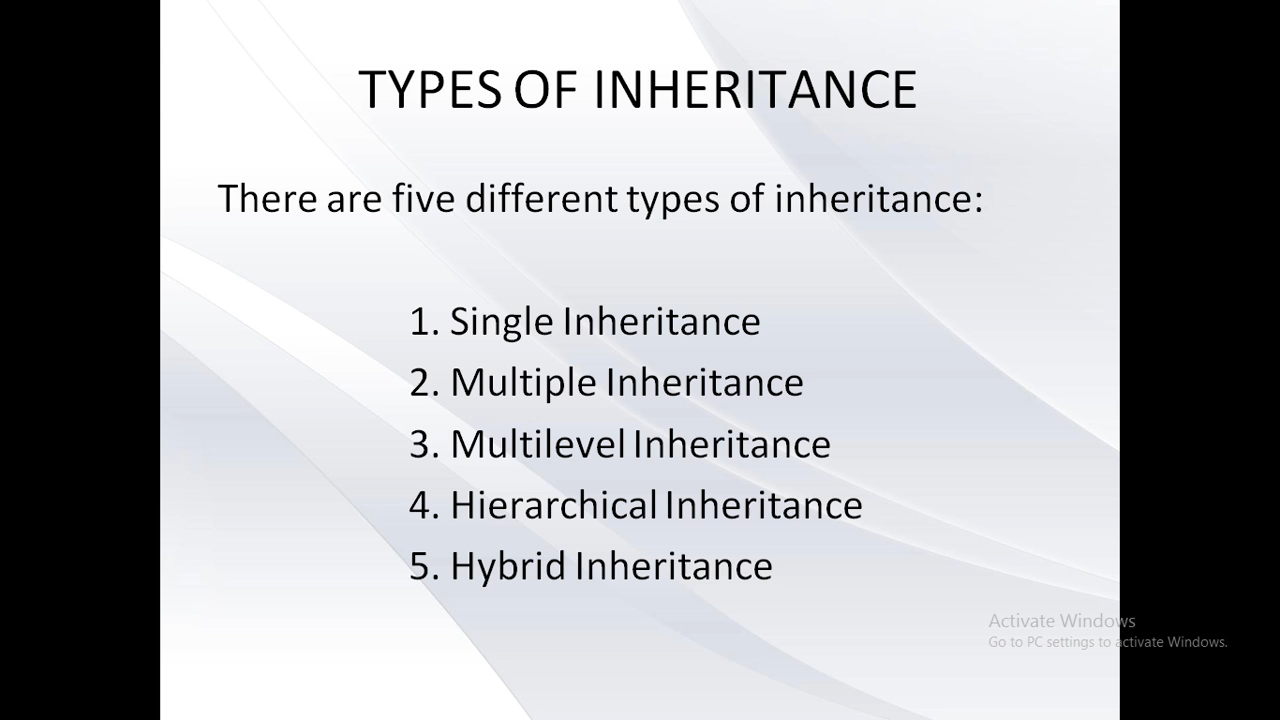 TYPES OF INHERITANCE
There are five different types of inheritance:
1. Single Inheritance
2. Multiple Inheritance
3. Multilevel Inheritance
4. Hierarchical Inheritance
5. Hybrid Inheritance
Activate Windows
Go to PC settings to activate Windows.